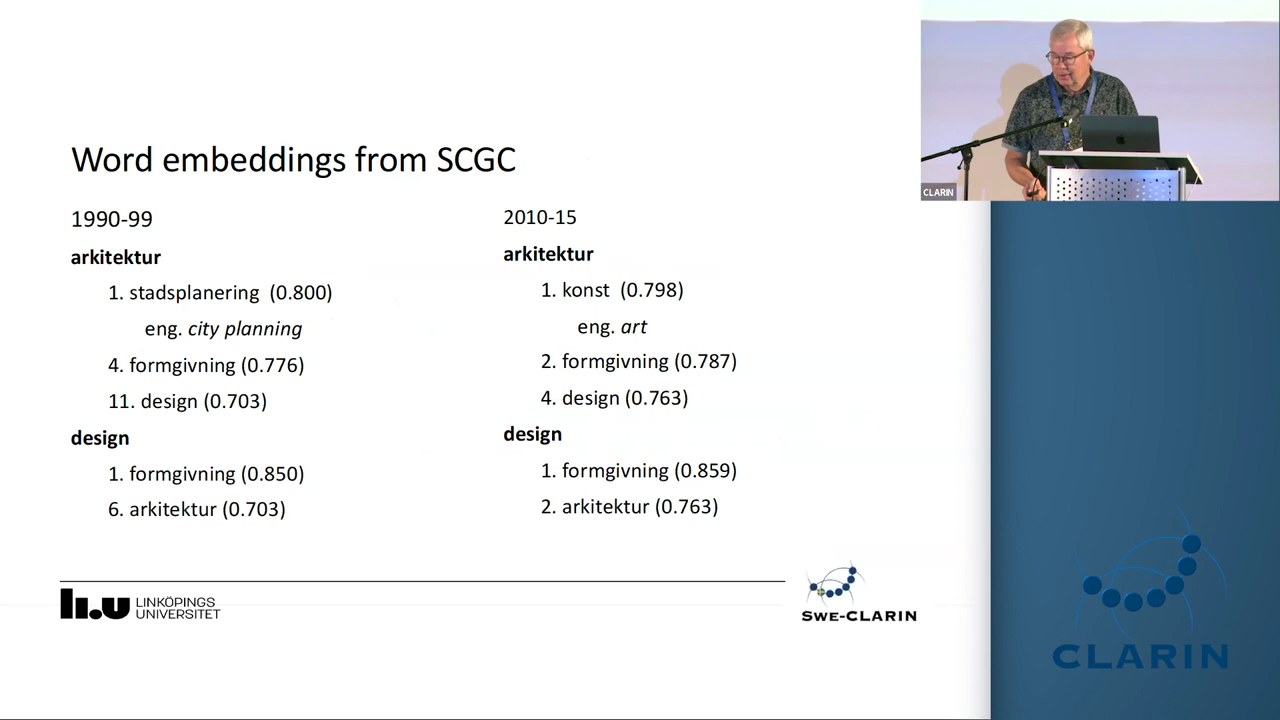 Word embeddings from SCGC
1990-99
arkitektur
1. stadsplanering (0.800)
eng. city planning
4. formgivning (0.776)
11. design (0.703)
design
1. formgivning (0.850)
6. arkitektur (0.703)
2010-15
arkitektur
1. konst (0.798)
eng. art
2. formgivning (0.787)
4. design (0.763)
design
1. formgivning (0.859)
2. arkitektur (0.763)
li.u LINKÖPINGS
UNIVERSITET
SWE-CLARIN
CLARIN
CLARIN